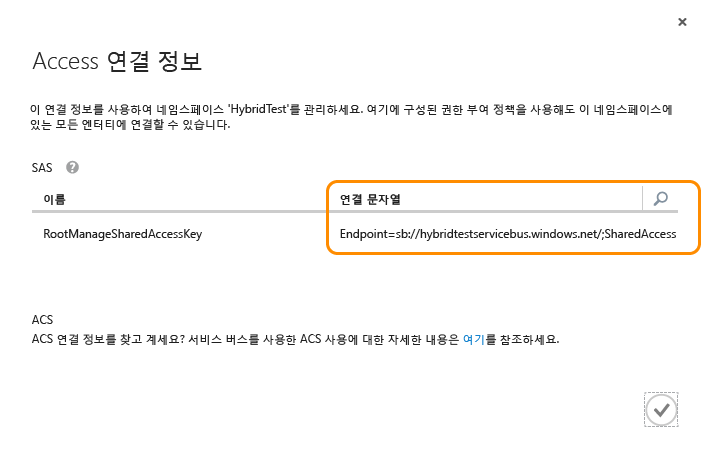 Access 연결 정보
이 연결 정보를 사용하여 네임스페이스 'HybridTest'를 관리하세요. 여기에 구성된 권한 부여 정책을 사용해도 이 네임스페이스에
있는 모든 엔터티에 연결할 수 있습니다.
SAS ?
이름 연결 문자열
RootManageSharedAccessKey Endpoint=sb://hybridtestservicebus.windows.net/;SharedAccess
ACS
ACS 연결 정보를 찾고 계세요? 서비스 버스를 사용한 ACS 사용에 대한 자세한 내용은 여기를 참조하세요.